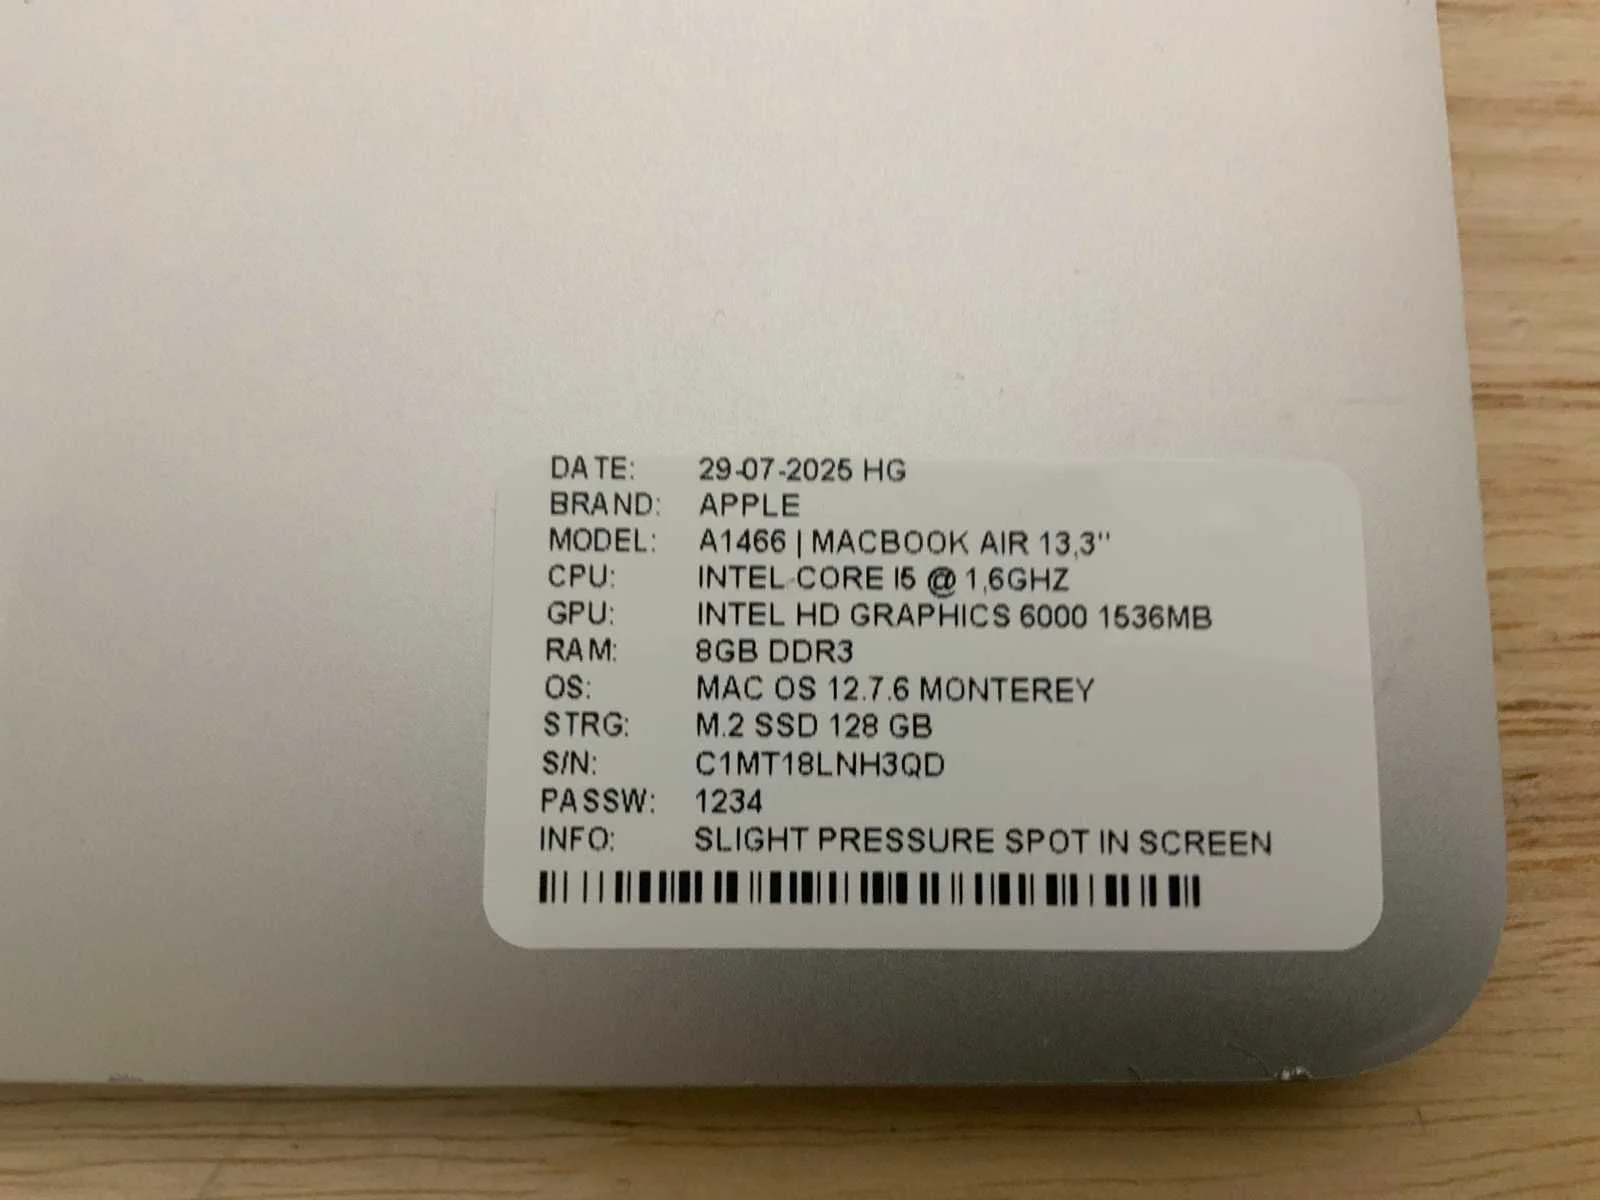 DATE: 29-07-2025 HG
BRAND: APPLE
MODEL: A1466 | MACBOOK AIR 13,3"
CPU: INTEL CORE I5 @ 1,6GHZ
GPU: INTEL HD GRAPHICS 6000 1536MB
RAM: 8GB DDR3
OS: MAC OS 12.7.6 MONTEREY
STRG: M.2 SSD 128 GB
S/N: C1MT18LNH3QD
PASSW: 1234
INFO: SLIGHT PRESSURE SPOT IN SCREEN